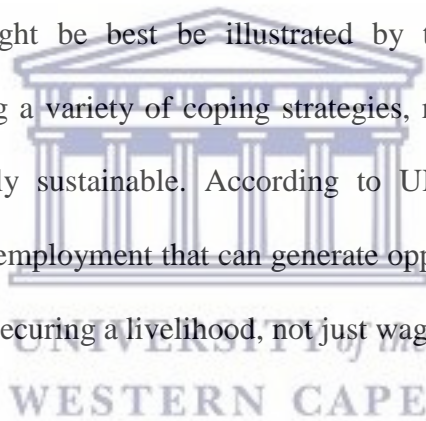 ght be best be illustrated by t
g a variety of coping strategies, r
ly sustainable. According to UI
employment that can generate opp
ecuring a livelihood, not just wag
UNIVERSITY of the
WESTERN CAPE